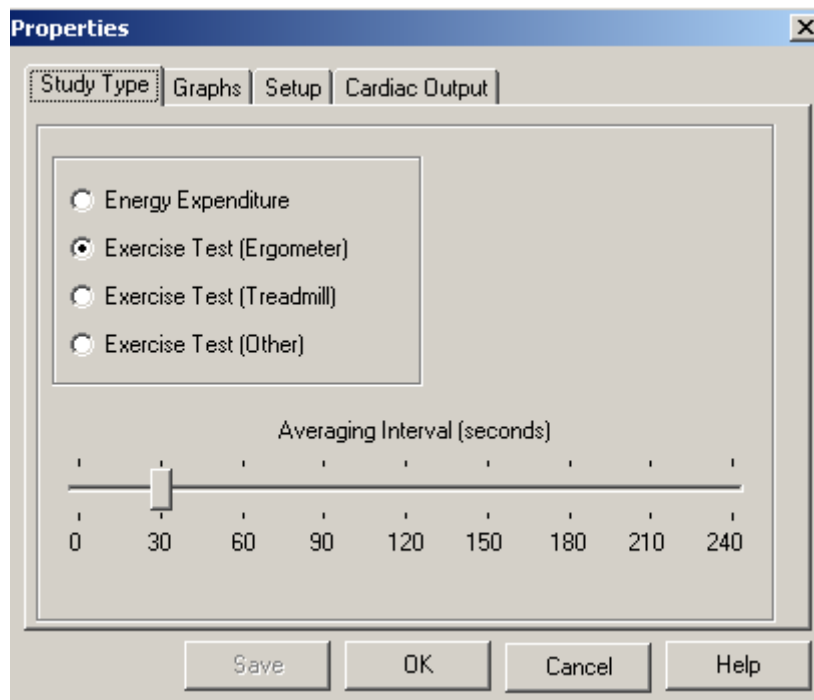 Properties
Study Type Graphs Setup Cardiac Output
Energy Expenditure
Exercise Test (Ergometer)
Exercise Test (Treadmill)
Exercise Test (Other)
Averaging Interval (seconds)
0 30 60 90 120 150 180 210 240
Save OK Cancel Help